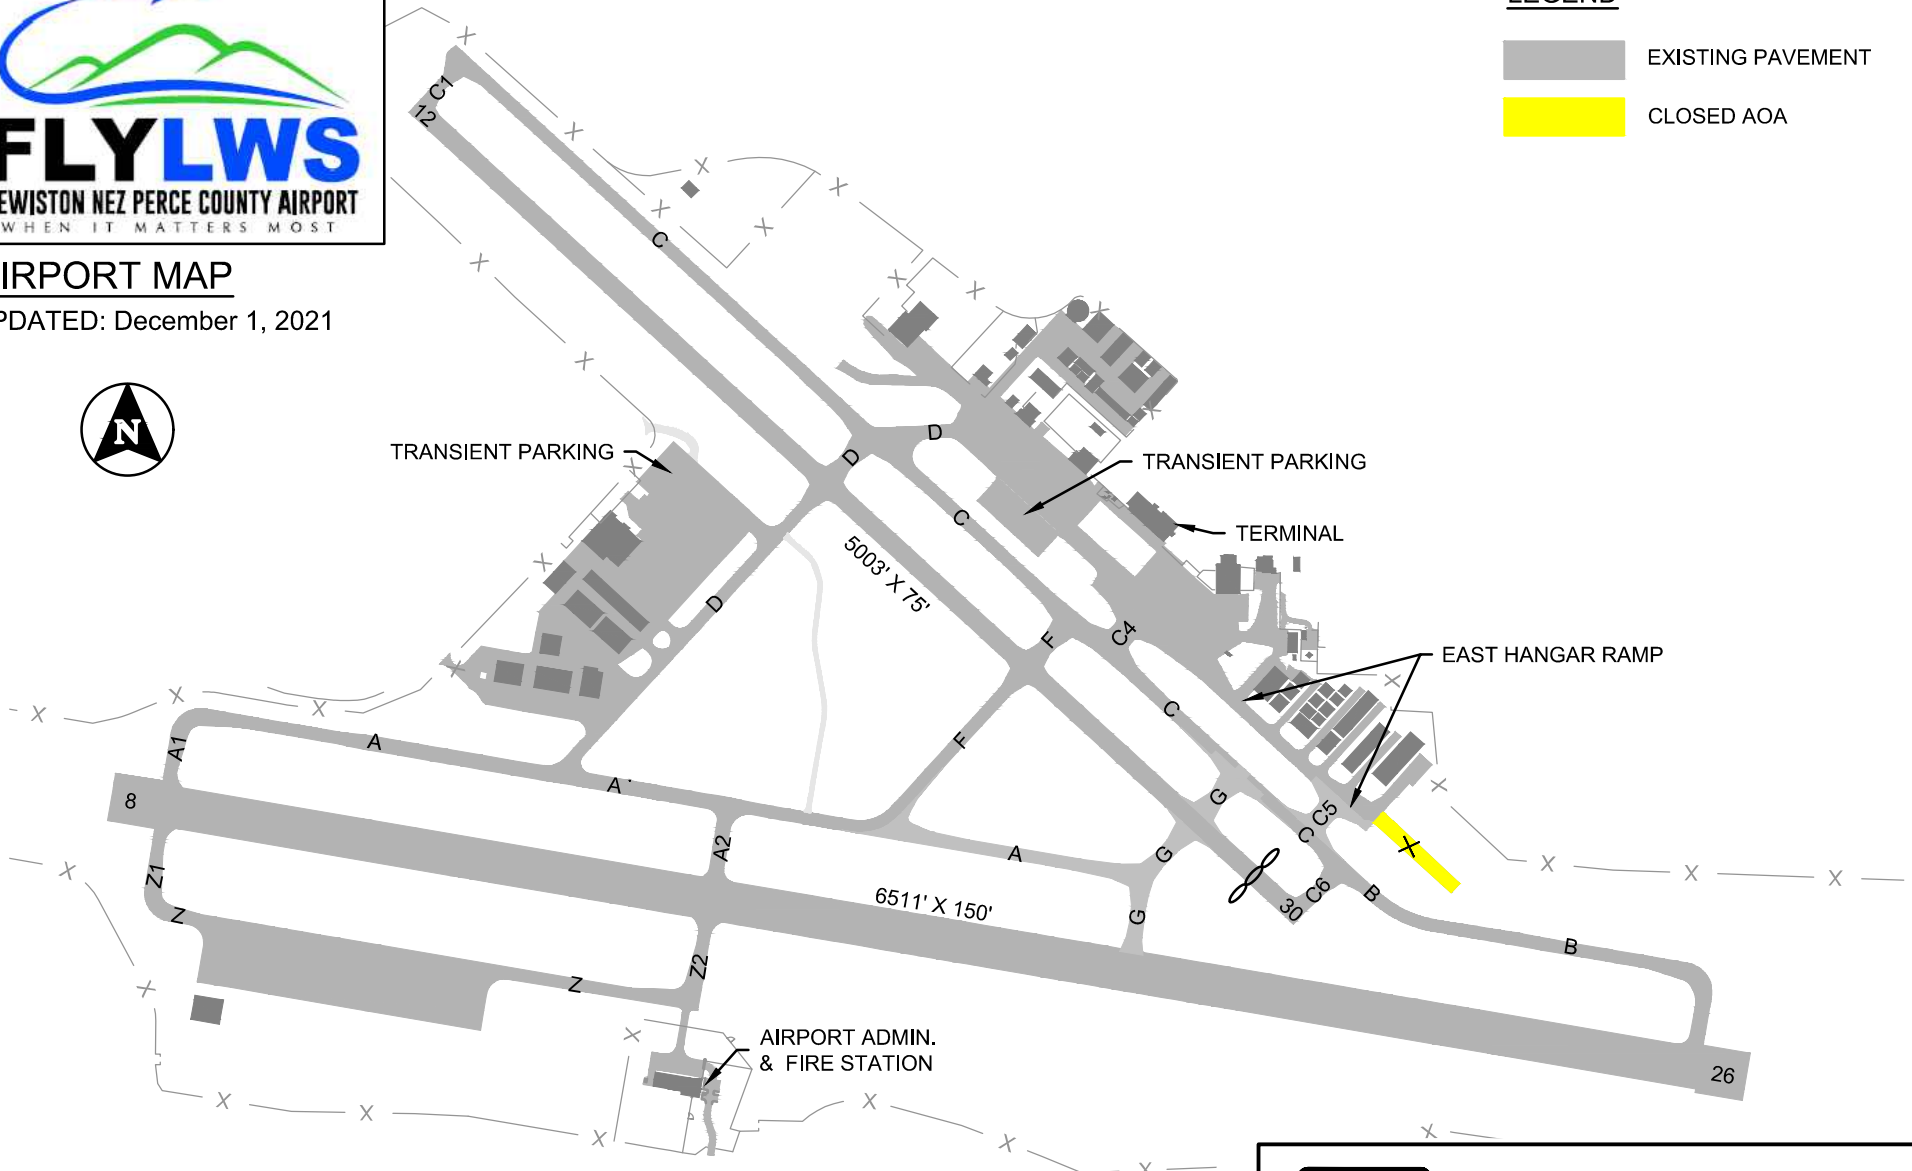 FLYLWS
EWISTON NEZ PERCE COUNTY AIRPORT
WHEN IT MATTERS MOST
IRPORT MAP
PDATED: December 1, 2021
N
LEGEND
EXISTING PAVEMENT
CLOSED AOA
C1
12
C
TRANSIENT PARKING
D
D
TRANSIENT PARKING
C
TERMINAL
5003' X 75'
D
F
C4
EAST HANGAR RAMP
C
F
A1
A
A
8
G
C5
C
A2
A
G
X
Z1
C6
B
30
6511' X 150'
G
Z
B
Z2
Z
AIRPORT ADMIN.
& FIRE STATION
26